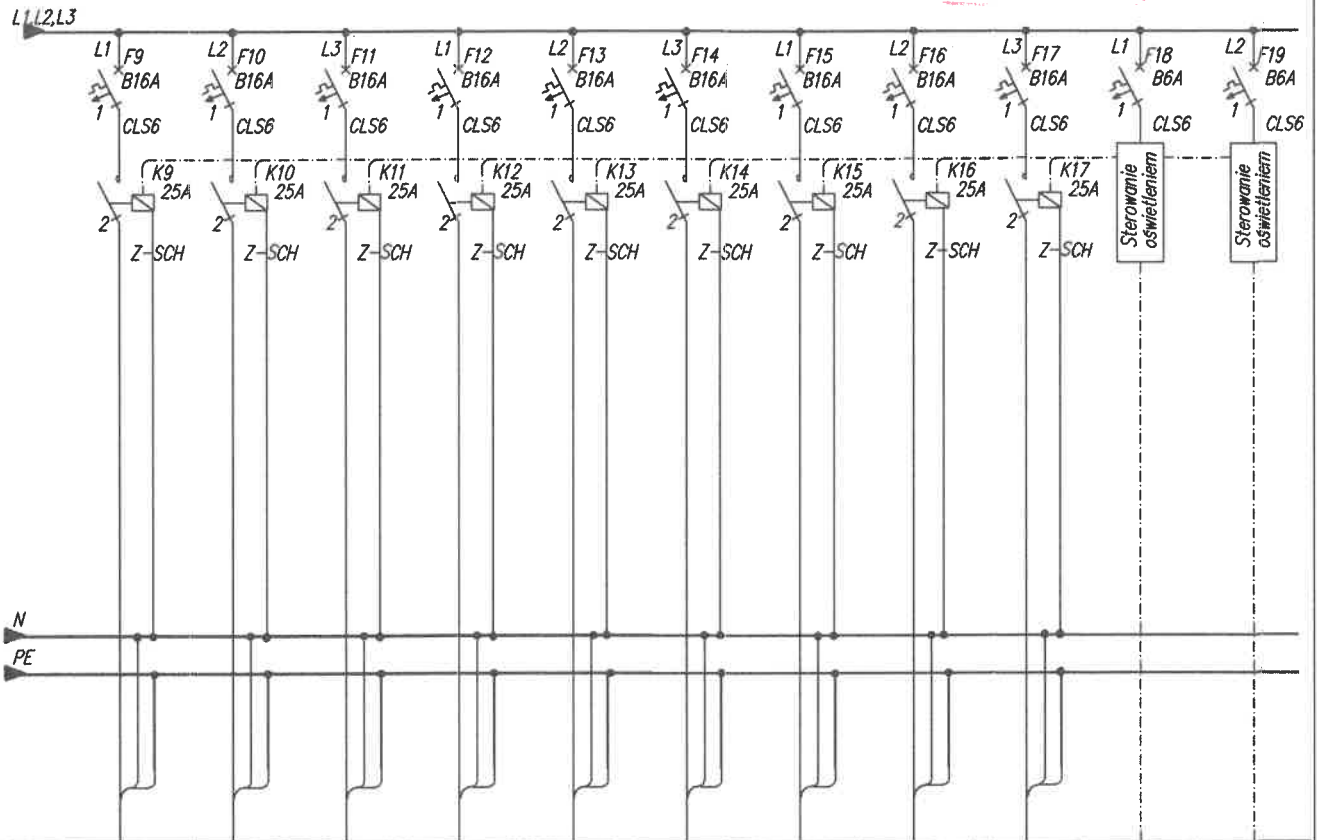 L1,L2,L3
L1 F9 L2 F10 L3 F11 L1 F12 L2 F13 L3 F14 L1 F15 L2 F16 L3 F17 L1 F18 L2 F19
B16A B16A B16A B16A B16A B16A B16A B16A B16A B6A B6A
1 1 1 1 1 1 1 1 1 1 1
CLS6 CLS6 CLS6 CLS6 CLS6 CLS6 CLS6 CLS6 CLS6 CLS6 CLS6
K9 K10 K11 K12 K13 K14 K15 K16 K17
25A 25A 25A 25A 25A 25A 25A 25A 25A
2 2 2 2 2 2 2 2 2
Z-SCH Z-SCH Z-SCH Z-SCH Z-SCH Z-SCH Z-SCH Z-SCH Z-SCH
Sterowanie
oświetleniem
Sterowanie
oświetleniem
N
PE